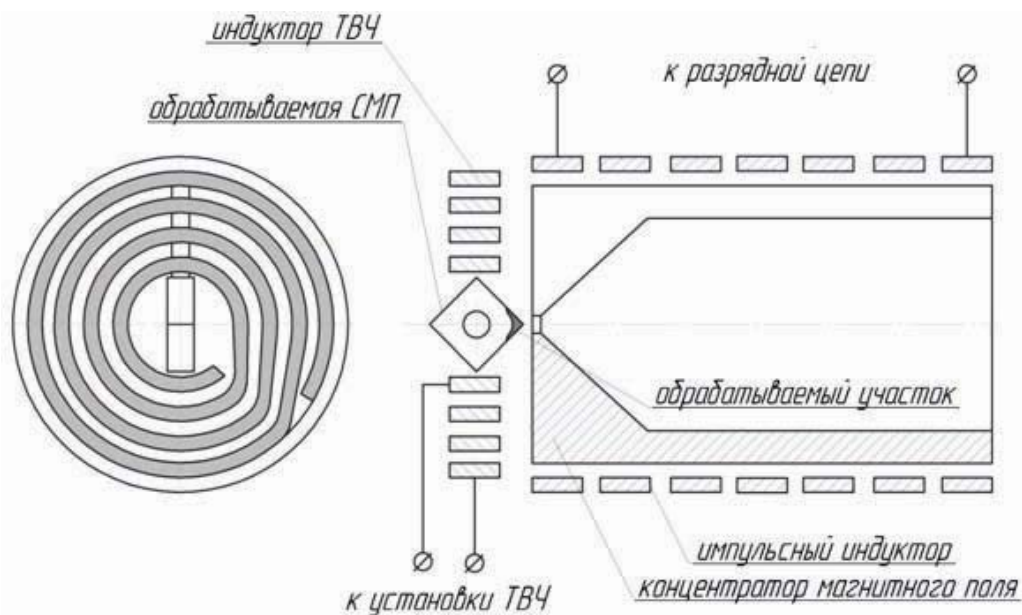 индуктор ТВЧ
к разрядной цепи
обрабатываемая СМП
обрабатываемый участок
импульсный индуктор
концентратор магнитного поля
к установки ТВЧ